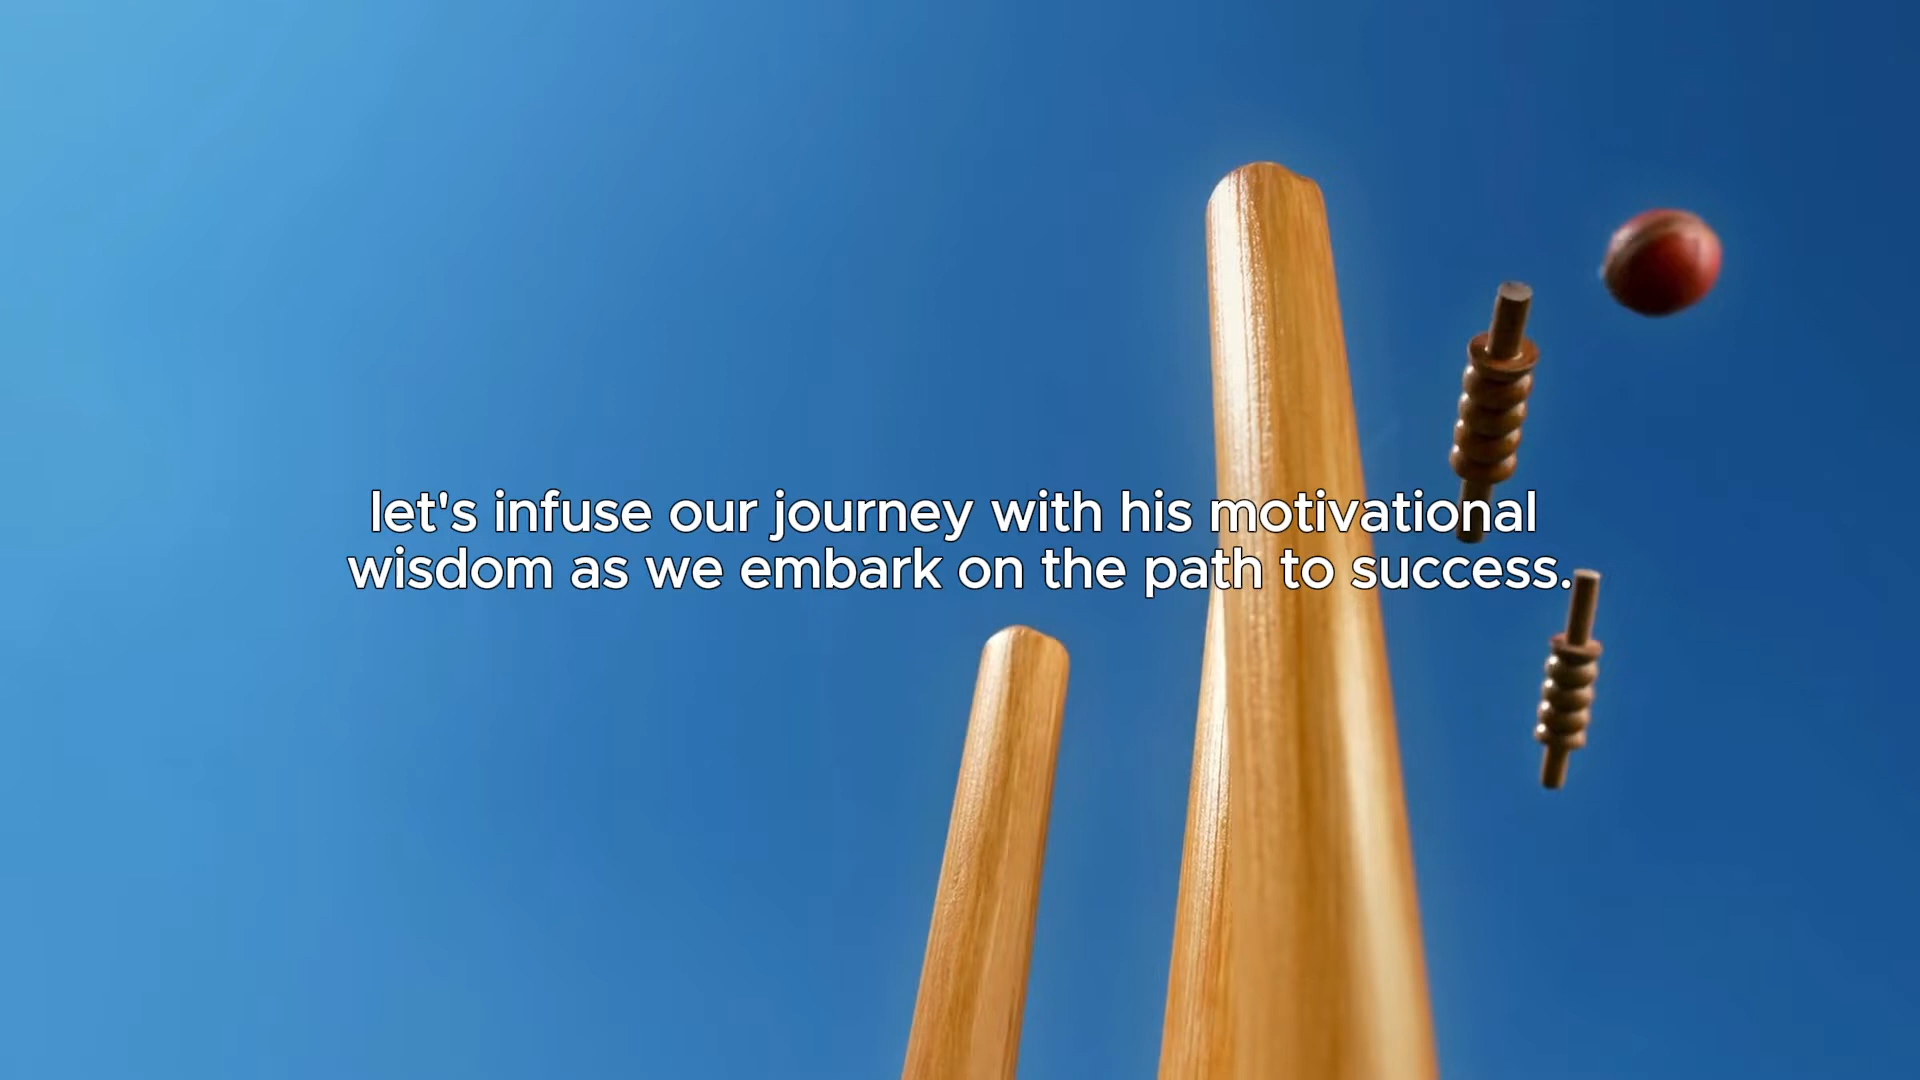 let's infuse our journey with his motivational
wisdom as we embark on the path to success.